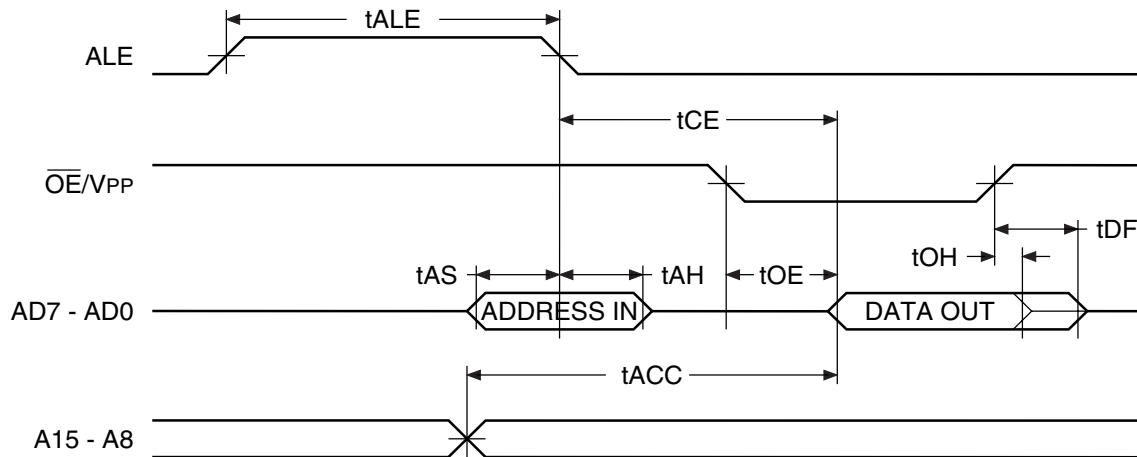 tALE
ALE
tCE
OE/VPP
tDF
tOH
tAS
tAH
tOE
AD7 - AD0
ADDRESS IN
DATA OUT
tACC
A15 - A8